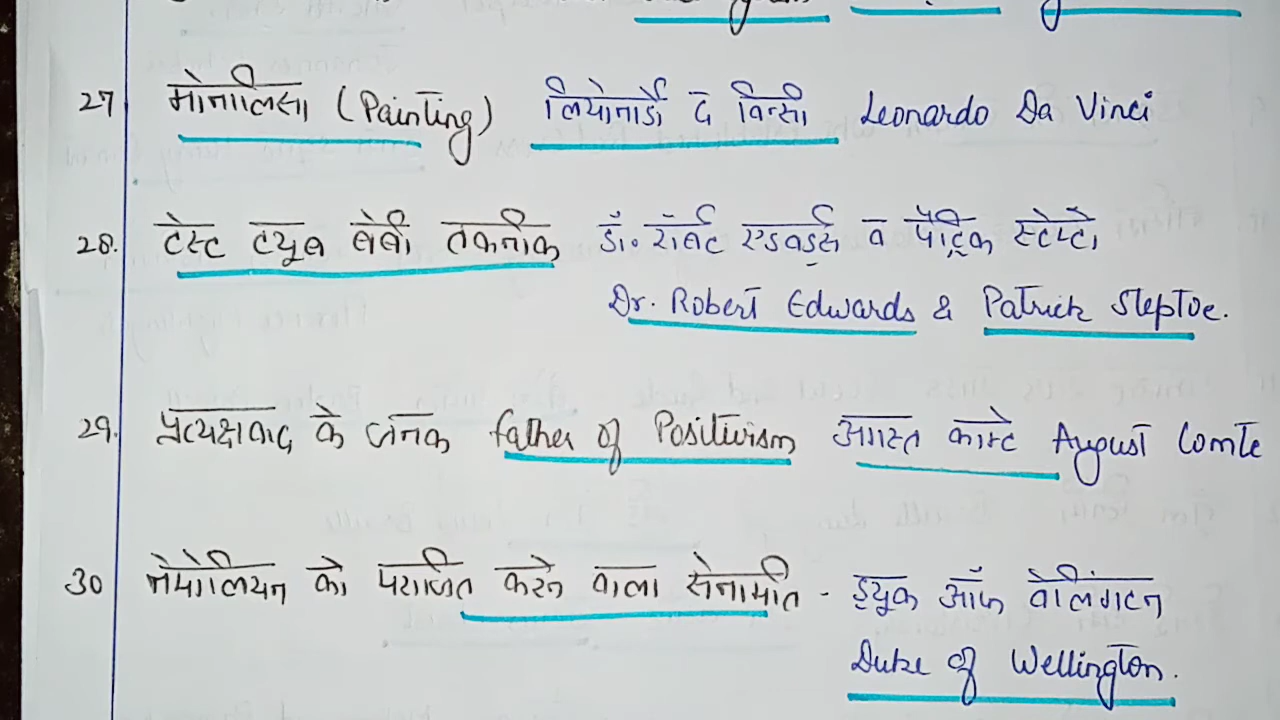 27 मोनालिसा (Painting) लियोनार्डो द विन्सी Leonardo Da Vinci
28. टेस्ट ट्यूब बेबी तकनीक डॉ० रॉबर्ट एडवर्ड्स व पैट्रिक स्टेप्टो
Dr. Robert Edwards & Patrick Steptoe.
29. प्रत्यक्षवाद के जनक father of Positivism आगस्त काम्टे August Comte
30 नेपोलियन को पराजित करने वाला सेनापति - ड्यूक ऑफ वेलिंगटन
Duke of Wellington.